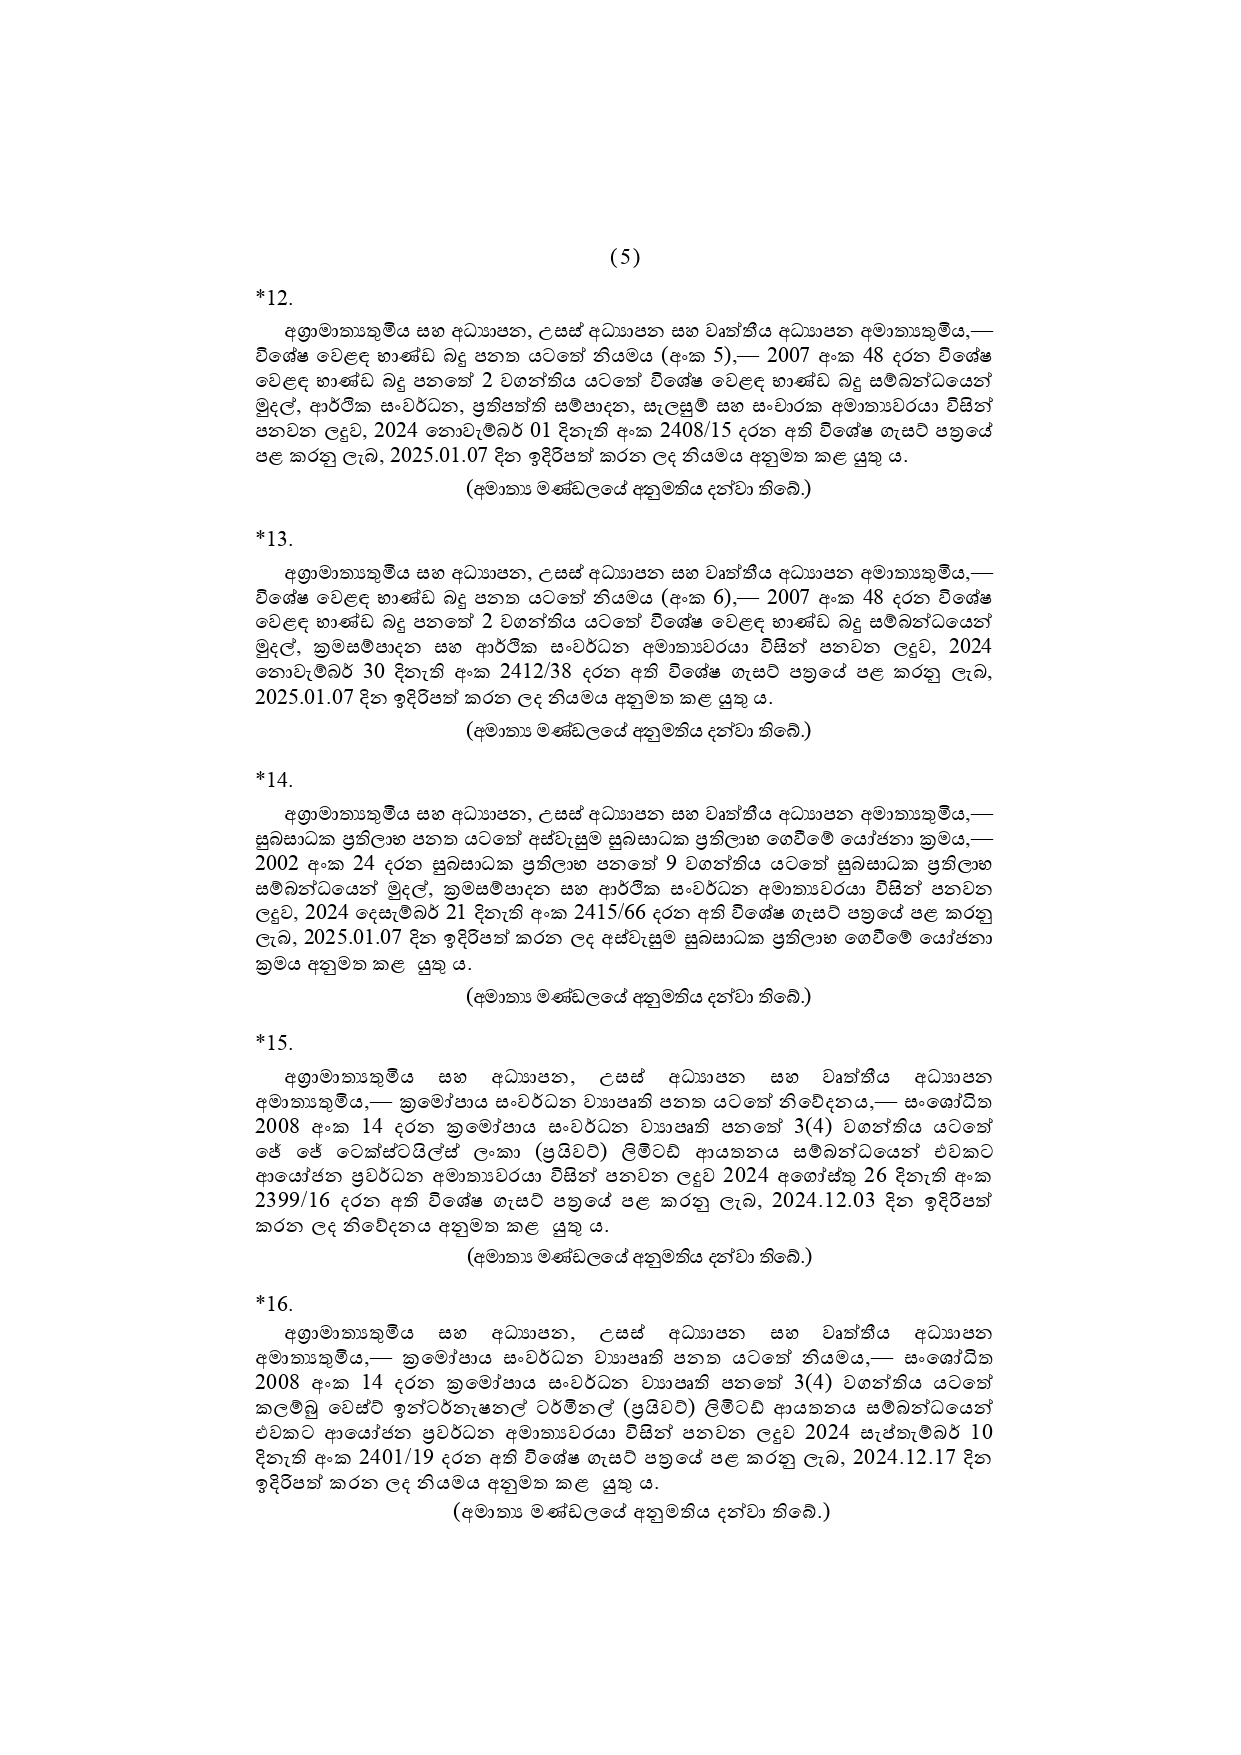 (5)
*12.
අග්‍රාමාත්‍යතුමිය සහ අධ්‍යාපන, උසස් අධ්‍යාපන සහ වෘත්තීය අධ්‍යාපන අමාත්‍යතුමිය,—
විශේෂ වෙළඳ භාණ්ඩ බදු පනත යටතේ නියමය (අංක 5),— 2007 අංක 48 දරන විශේෂ
වෙළඳ භාණ්ඩ බදු පනතේ 2 වගන්තිය යටතේ විශේෂ වෙළඳ භාණ්ඩ බදු සම්බන්ධයෙන්
මුදල්, ආර්ථික සංවර්ධන, ප්‍රතිපත්ති සම්පාදන, සැලසුම් සහ සංචාරක අමාත්‍යවරයා විසින්
පනවන ලදුව, 2024 නොවැම්බර් 01 දිනැති අංක 2408/15 දරන අති විශේෂ ගැසට් පත්‍රයේ
පළ කරනු ලැබ, 2025.01.07 දින ඉදිරිපත් කරන ලද නියමය අනුමත කළ යුතු ය.
(අමාත්‍ය මණ්ඩලයේ අනුමතිය දන්වා තිබේ.)
*13.
අග්‍රාමාත්‍යතුමිය සහ අධ්‍යාපන, උසස් අධ්‍යාපන සහ වෘත්තීය අධ්‍යාපන අමාත්‍යතුමිය,—
විශේෂ වෙළඳ භාණ්ඩ බදු පනත යටතේ නියමය (අංක 6),— 2007 අංක 48 දරන විශේෂ
වෙළඳ භාණ්ඩ බදු පනතේ 2 වගන්තිය යටතේ විශේෂ වෙළඳ භාණ්ඩ බදු සම්බන්ධයෙන්
මුදල්, ක්‍රමසම්පාදන සහ ආර්ථික සංවර්ධන අමාත්‍යවරයා විසින් පනවන ලදුව, 2024
නොවැම්බර් 30 දිනැති අංක 2412/38 දරන අති විශේෂ ගැසට් පත්‍රයේ පළ කරනු ලැබ,
2025.01.07 දින ඉදිරිපත් කරන ලද නියමය අනුමත කළ යුතු ය.
(අමාත්‍ය මණ්ඩලයේ අනුමතිය දන්වා තිබේ.)
*14.
අග්‍රාමාත්‍යතුමිය සහ අධ්‍යාපන, උසස් අධ්‍යාපන සහ වෘත්තීය අධ්‍යාපන අමාත්‍යතුමිය,—
සුබසාධක ප්‍රතිලාභ පනත යටතේ අස්වැසුම සුබසාධක ප්‍රතිලාභ ගෙවීමේ යෝජනා ක්‍රමය,—
2002 අංක 24 දරන සුබසාධක ප්‍රතිලාභ පනතේ 9 වගන්තිය යටතේ සුබසාධක ප්‍රතිලාභ
සම්බන්ධයෙන් මුදල්, ක්‍රමසම්පාදන සහ ආර්ථික සංවර්ධන අමාත්‍යවරයා විසින් පනවන
ලදුව, 2024 දෙසැම්බර් 21 දිනැති අංක 2415/66 දරන අති විශේෂ ගැසට් පත්‍රයේ පළ කරනු
ලැබ, 2025.01.07 දින ඉදිරිපත් කරන ලද අස්වැසුම සුබසාධක ප්‍රතිලාභ ගෙවීමේ යෝජනා
ක්‍රමය අනුමත කළ යුතු ය.
(අමාත්‍ය මණ්ඩලයේ අනුමතිය දන්වා තිබේ.)
*15.
අග්‍රාමාත්‍යතුමිය සහ අධ්‍යාපන, උසස් අධ්‍යාපන සහ වෘත්තීය අධ්‍යාපන
අමාත්‍යතුමිය,— ක්‍රමෝපාය සංවර්ධන ව්‍යාපෘති පනත යටතේ නිවේදනය,— සංශෝධිත
2008 අංක 14 දරන ක්‍රමෝපාය සංවර්ධන ව්‍යාපෘති පනතේ 3(4) වගන්තිය යටතේ
ජේ ජේ ටෙක්ස්ටයිල්ස් ලංකා (ප්‍රයිවට්) ලිමිටඩ් ආයතනය සම්බන්ධයෙන් එවකට
ආයෝජන ප්‍රවර්ධන අමාත්‍යවරයා විසින් පනවන ලදුව 2024 අගෝස්තු 26 දිනැති අංක
2399/16 දරන අති විශේෂ ගැසට් පත්‍රයේ පළ කරනු ලැබ, 2024.12.03 දින ඉදිරිපත්
කරන ලද නිවේදනය අනුමත කළ යුතු ය.
(අමාත්‍ය මණ්ඩලයේ අනුමතිය දන්වා තිබේ.)
*16.
අග්‍රාමාත්‍යතුමිය සහ අධ්‍යාපන, උසස් අධ්‍යාපන සහ වෘත්තීය අධ්‍යාපන
අමාත්‍යතුමිය,— ක්‍රමෝපාය සංවර්ධන ව්‍යාපෘති පනත යටතේ නියමය,— සංශෝධිත
2008 අංක 14 දරන ක්‍රමෝපාය සංවර්ධන ව්‍යාපෘති පනතේ 3(4) වගන්තිය යටතේ
කලම්බු වෙස්ට් ඉන්ටර්නැෂනල් ටර්මිනල් (ප්‍රයිවට්) ලිමිටඩ් ආයතනය සම්බන්ධයෙන්
එවකට ආයෝජන ප්‍රවර්ධන අමාත්‍යවරයා විසින් පනවන ලදුව 2024 සැප්තැම්බර් 10
දිනැති අංක 2401/19 දරන අති විශේෂ ගැසට් පත්‍රයේ පළ කරනු ලැබ, 2024.12.17 දින
ඉදිරිපත් කරන ලද නියමය අනුමත කළ යුතු ය.
(අමාත්‍ය මණ්ඩලයේ අනුමතිය දන්වා තිබේ.)